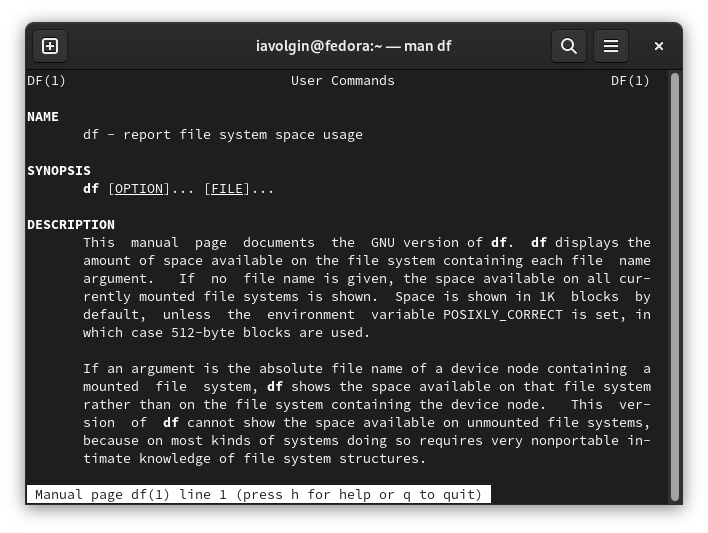 iavolgin@fedora:~ — man df
DF(1) User Commands DF(1)
NAME
df - report file system space usage
SYNOPSIS
df [OPTION]... [FILE]...
DESCRIPTION
This manual page documents the GNU version of df. df displays the
amount of space available on the file system containing each file name
argument. If no file name is given, the space available on all cur-
rently mounted file systems is shown. Space is shown in 1K blocks by
default, unless the environment variable POSIXLY_CORRECT is set, in
which case 512-byte blocks are used.
If an argument is the absolute file name of a device node containing a
mounted file system, df shows the space available on that file system
rather than on the file system containing the device node. This ver-
sion of df cannot show the space available on unmounted file systems,
because on most kinds of systems doing so requires very nonportable in-
timate knowledge of file system structures.
Manual page df(1) line 1 (press h for help or q to quit)